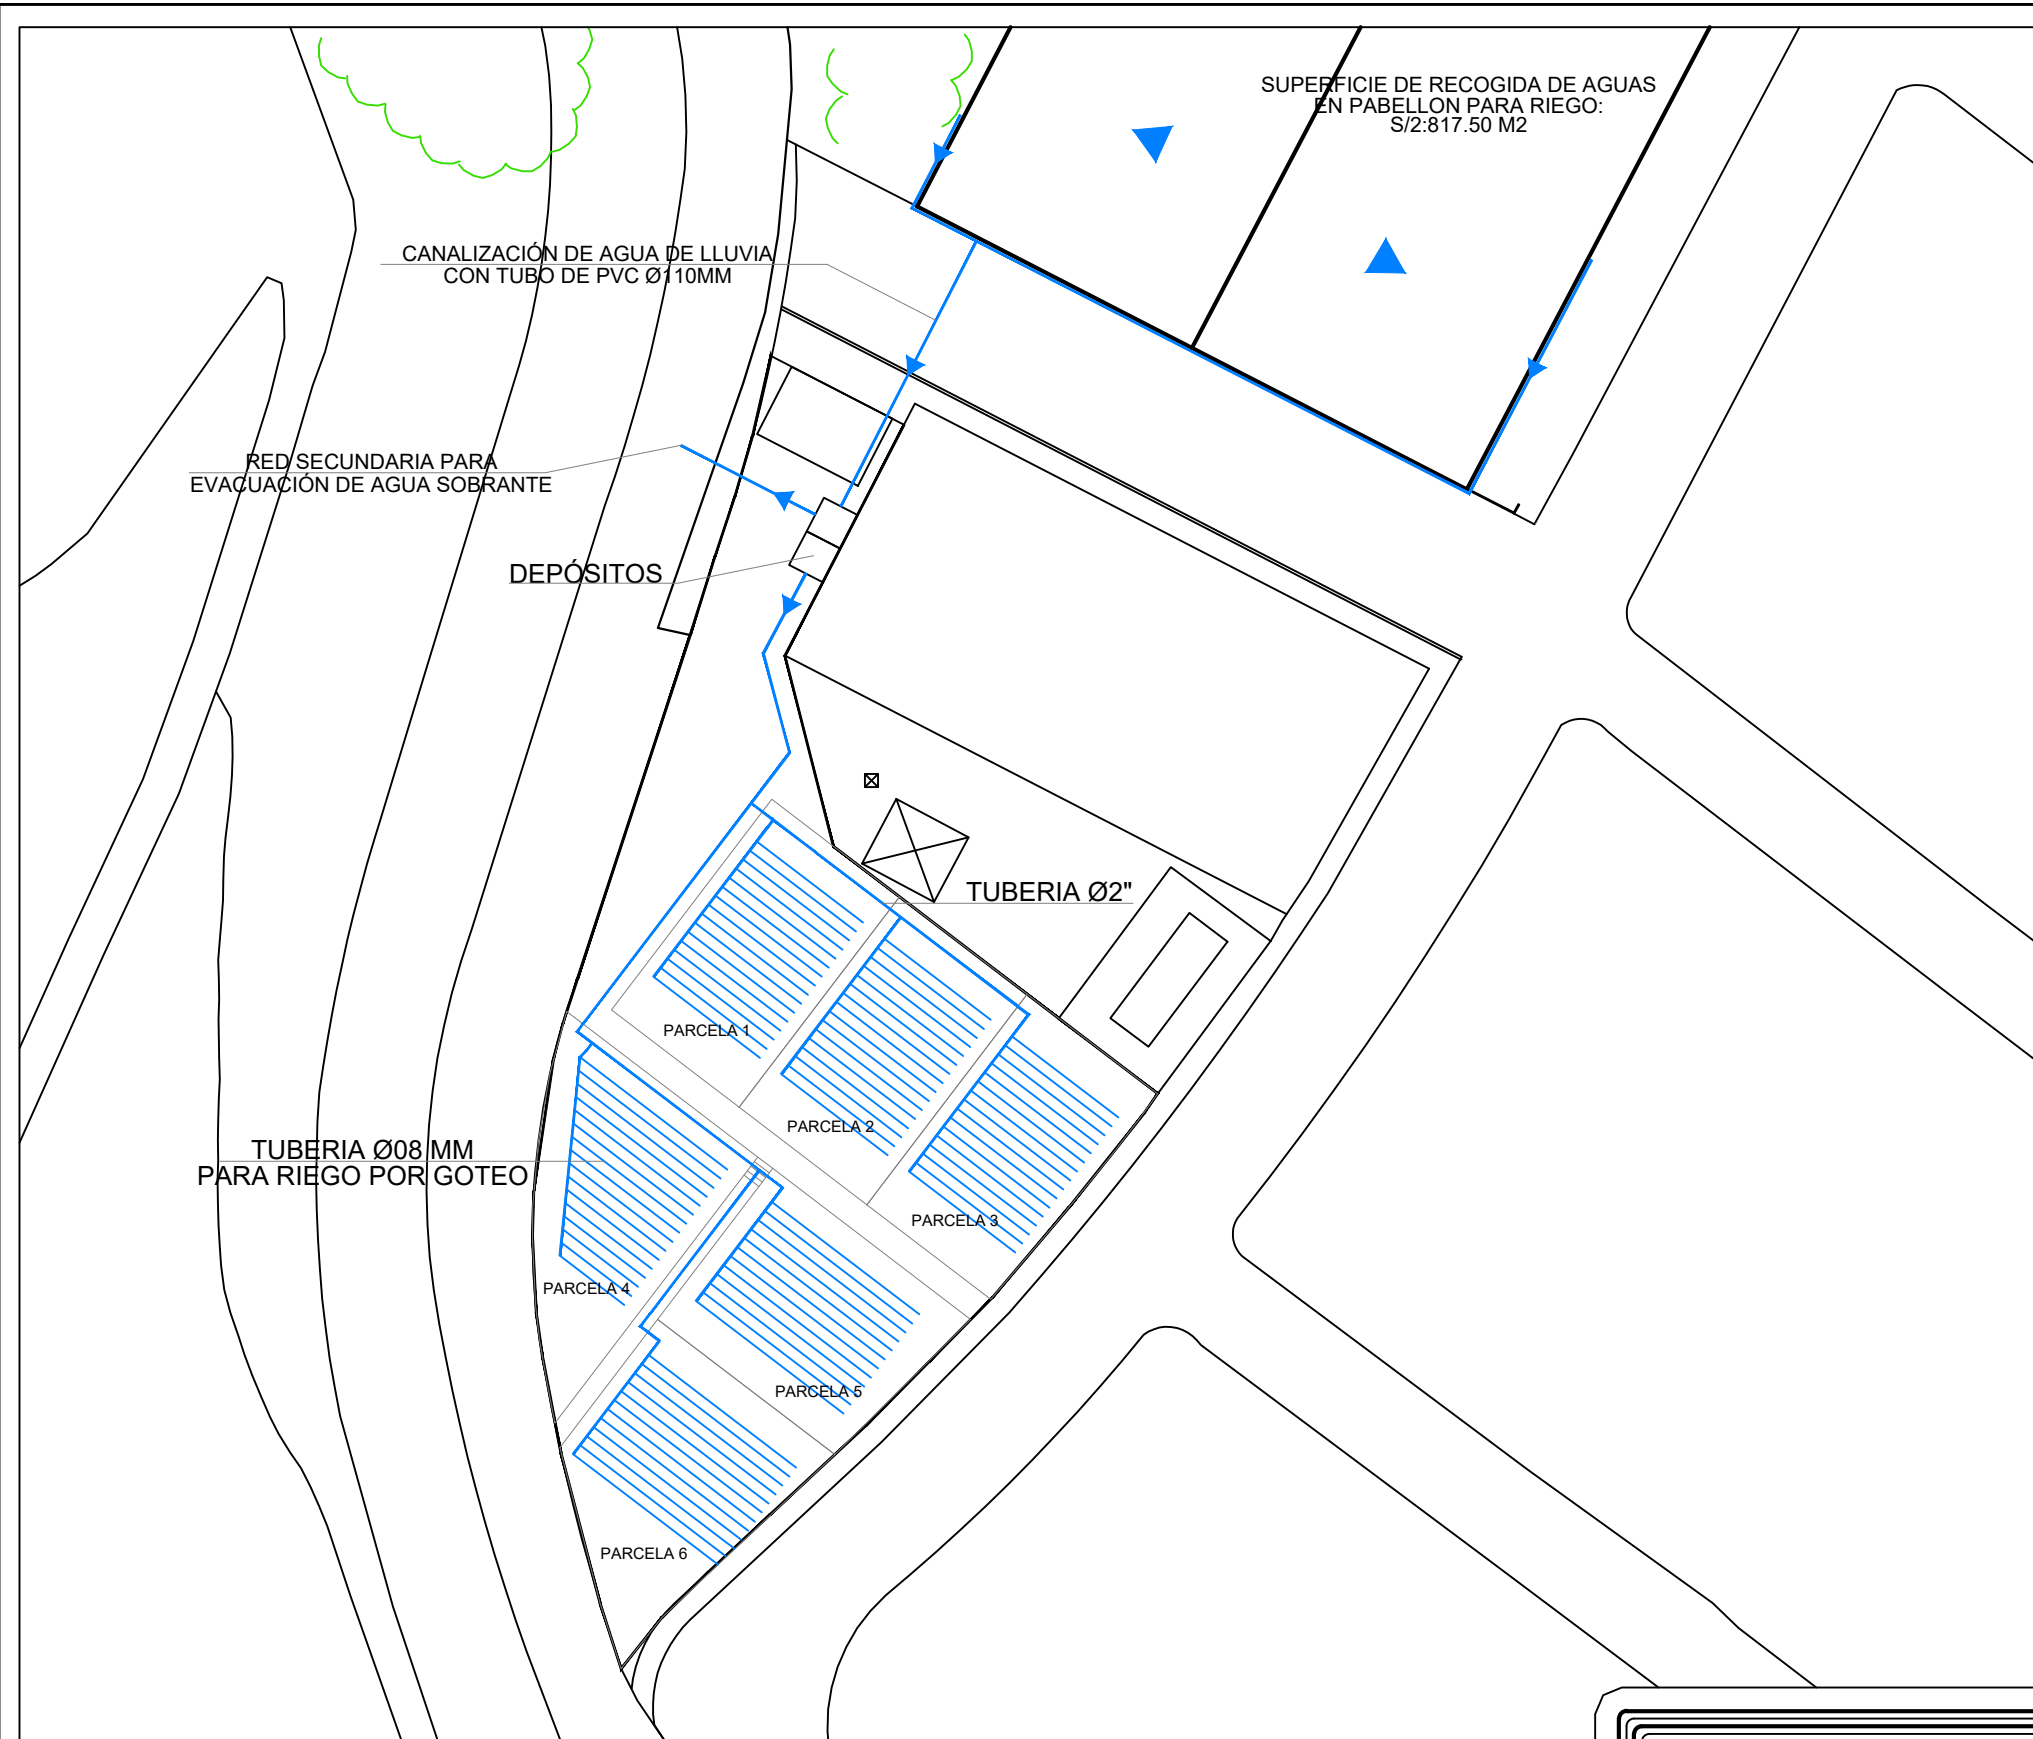 SUPERFICIE DE RECOGIDA DE AGUAS
EN PABELLON PARA RIEGO:
S/2:817.50 M2
CANALIZACIÓN DE AGUA DE LLUVIA
CON TUBO DE PVC Ø110MM
RED SECUNDARIA PARA
EVACUACIÓN DE AGUA SOBRANTE
DEPÓSITOS
TUBERIA Ø2"
PARCELA 1
PARCELA 2
TUBERIA Ø08 MM
PARA RIEGO POR GOTEO
PARCELA 3
PARCELA 4
PARCELA 5
PARCELA 6